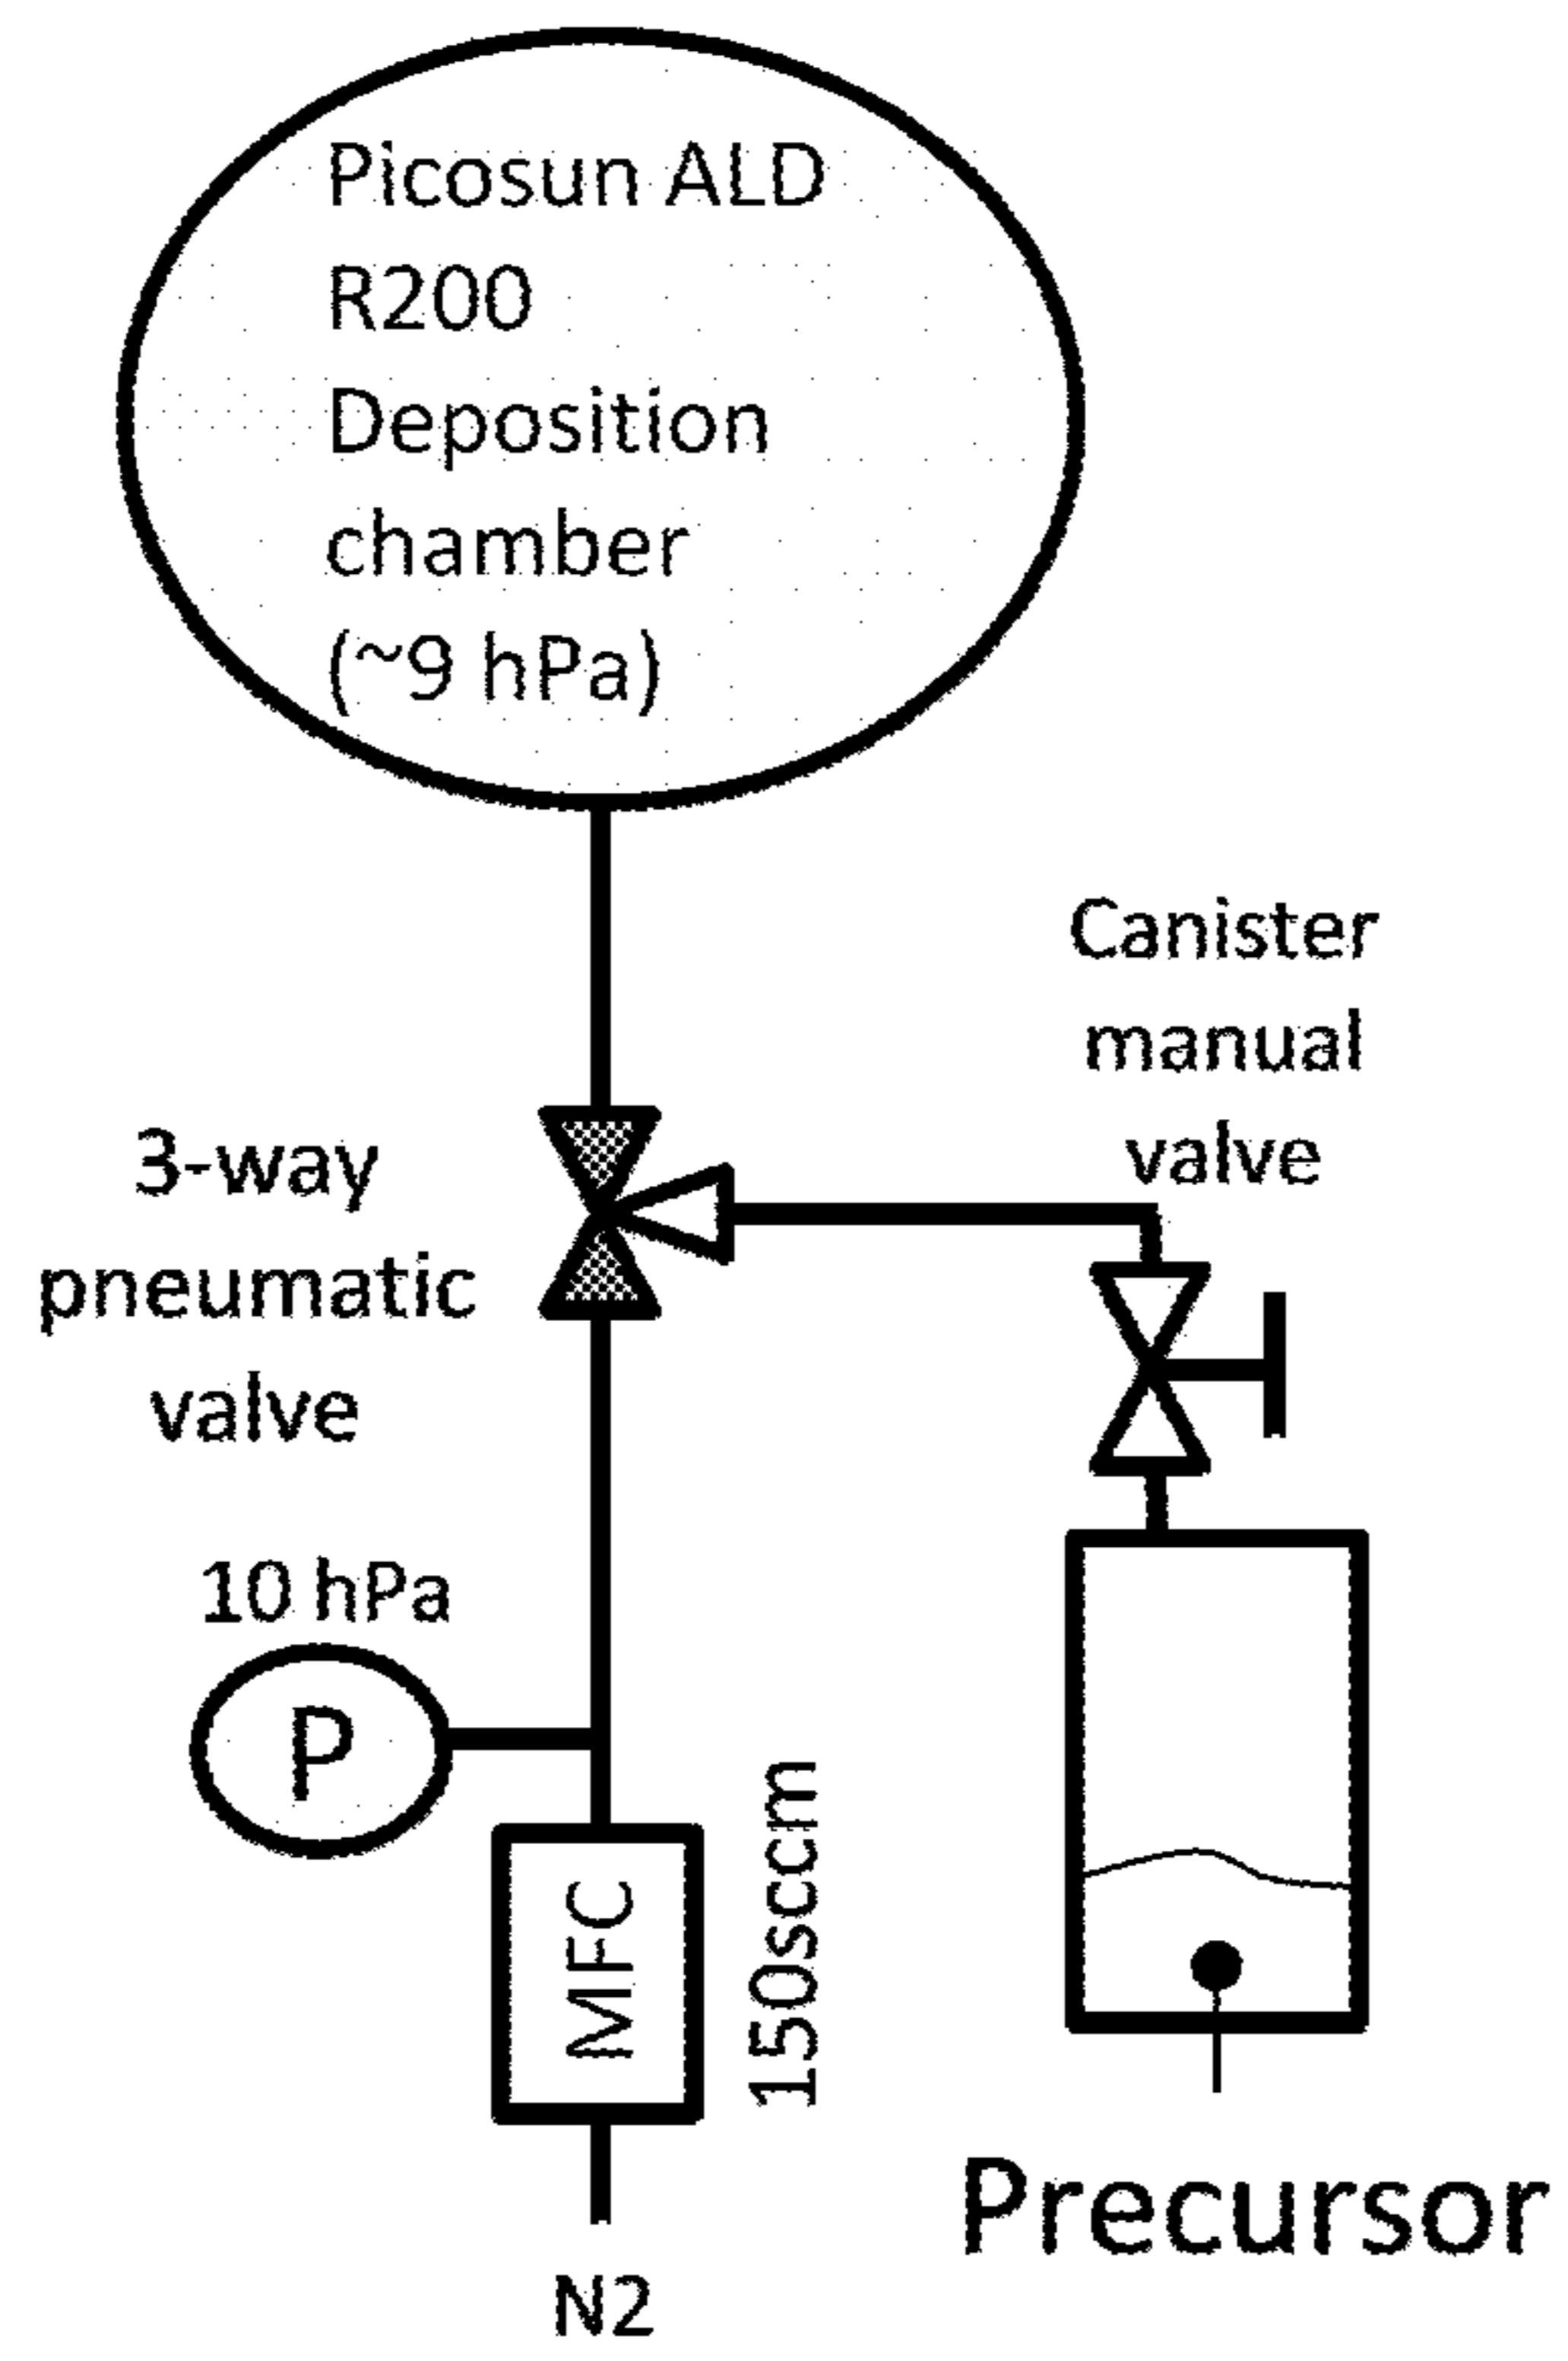 Picosun ALD
R200
Deposition
chamber
(~9 hPa)
Canister
manual
valve
3-way
pneumatic
valve
10 hPa
P
MFC
150sccm
Precursor
N2